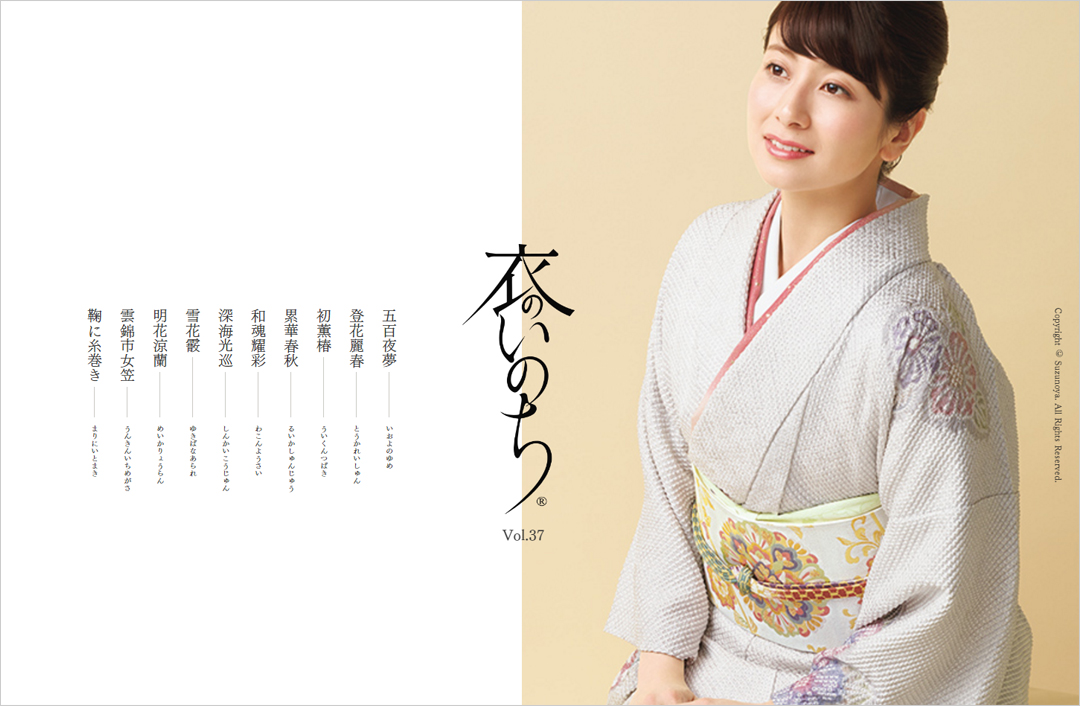 衣のいのち®
Vol.37
五百夜夢 いおよのゆめ
登花麗春 とうかれいしゅん
初薫椿 ういくんつばき
累華春秋 るいかしゅんじゅう
和魂耀彩 わこんようさい
深海光巡 しんかいこうじゅん
雪花霰 ゆきばなあられ
明花涼蘭 めいかりょうらん
雲錦市女笠 うんきんいちめがさ
鞠に糸巻き まりにいとまき
Copyright © Suzunoya. All Rights Reserved.